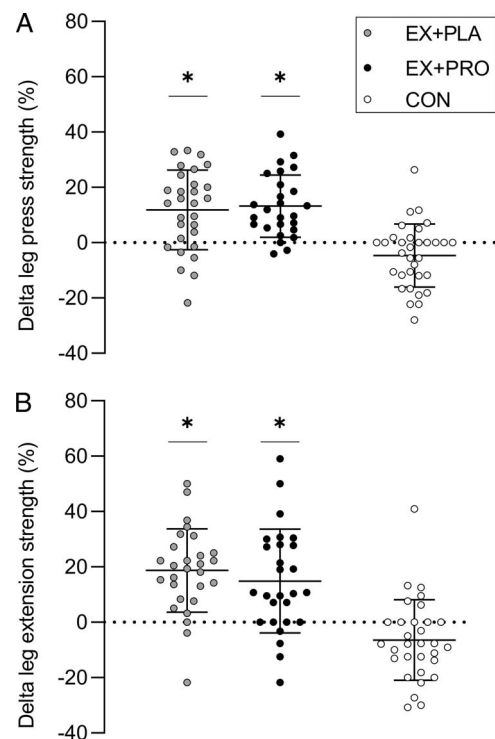 A
Delta leg press strength (%)
80
60
40
20
0
-20
-40
* *
EX+PLA
EX+PRO
CON
B
Delta leg extension strength (%)
80
60
40
20
0
-20
-40
* *